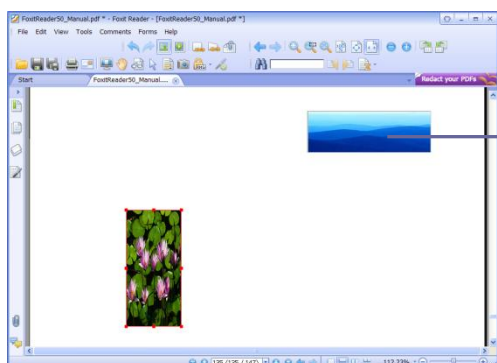 FoxitReader50_Manual.pdf * - Foxit Reader - [FoxitReader50_Manual.pdf *]
File Edit View Tools Comments Forms Help
Start FoxitReader50_Manual.... Redact your PDFs
135 (135 / 147) 112.23%